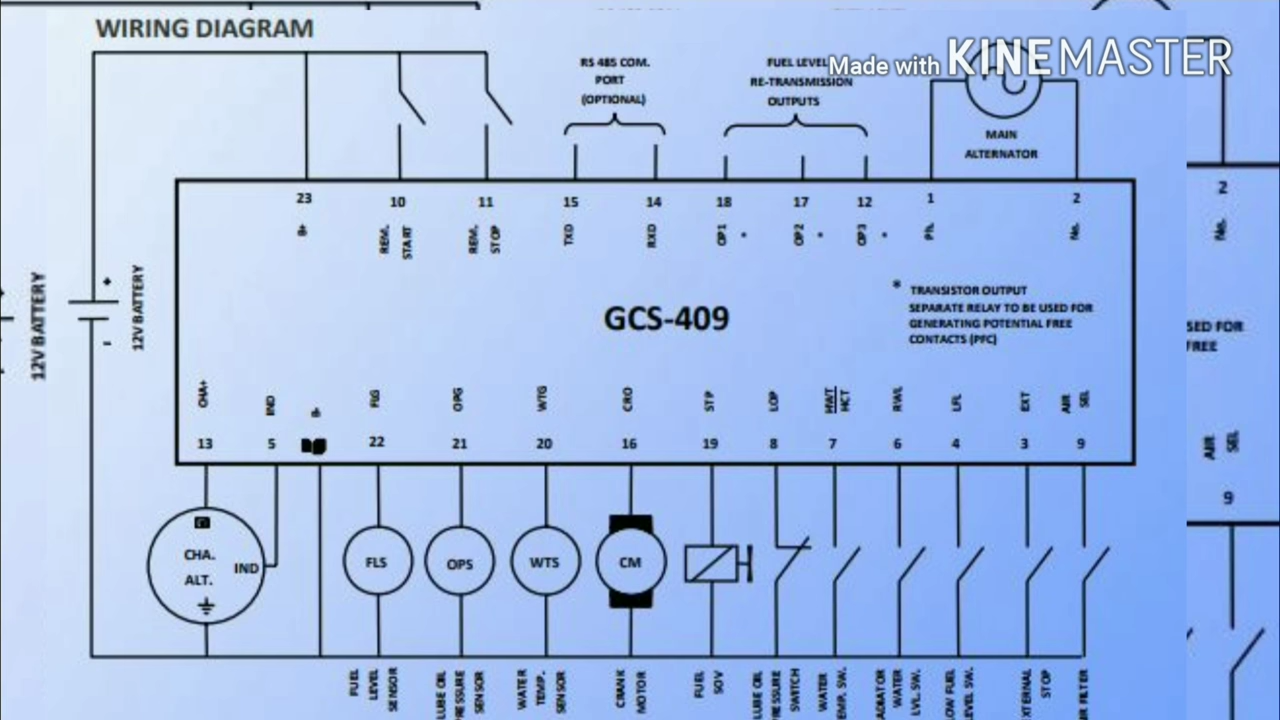 WIRING DIAGRAM
Made with KINEMASTER
RS 485 COM.
PORT
(OPTIONAL)
FUEL LEVEL
RE-TRANSMISSION
OUTPUTS
MAIN
ALTERNATOR
23
10
11
15
14
18
17
12
1
2
B+
REM.
START
REM.
STOP
TXD
RXD
OP1 *
OP2 *
OP3 *
Ph.
No.
12V BATTERY
+
-
12V BATTERY
GCS-409
* TRANSISTOR OUTPUT
SEPARATE RELAY TO BE USED FOR
GENERATING POTENTIAL FREE
CONTACTS (PFC)
CHA+
IND
B-
FLG
OPG
WTG
CRO
STP
LOP
HWT
HCT
RWL
LFL
EXT
AIR
SEL
13
5
22
21
20
16
19
8
7
6
4
3
9
CHA.
ALT.
IND
FLS
OPS
WTS
CM
FUEL
LEVEL
SENSOR
LUBE OIL
PRESSURE
SENSOR
WATER
TEMP.
SENSOR
CRANK
MOTOR
FUEL
SOV
LUBE OIL
PRESSURE
SWITCH
WATER
TEMP. SW.
RADIATOR
WATER
LVL. SW.
LOW FUEL
LEVEL SW.
EXTERNAL
STOP
AIR FILTER
2
No.
SED FOR
FREE
AIR
SEL
9